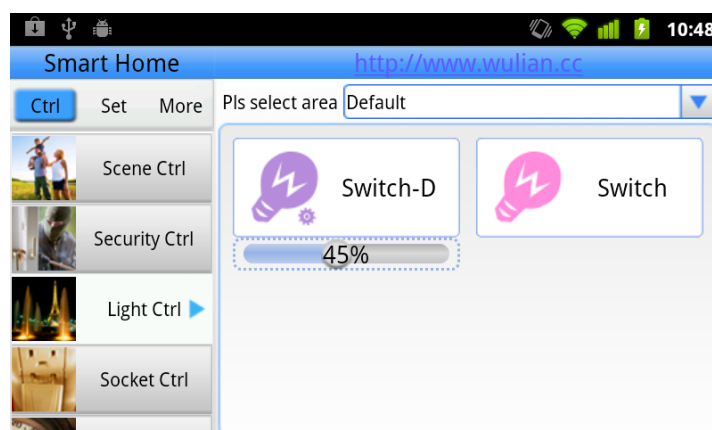 10:48
Smart Home
http://www.wulian.cc
Ctrl Set More
Pls select area Default
Scene Ctrl
Switch-D
Switch
Security Ctrl
45%
Light Ctrl
Socket Ctrl